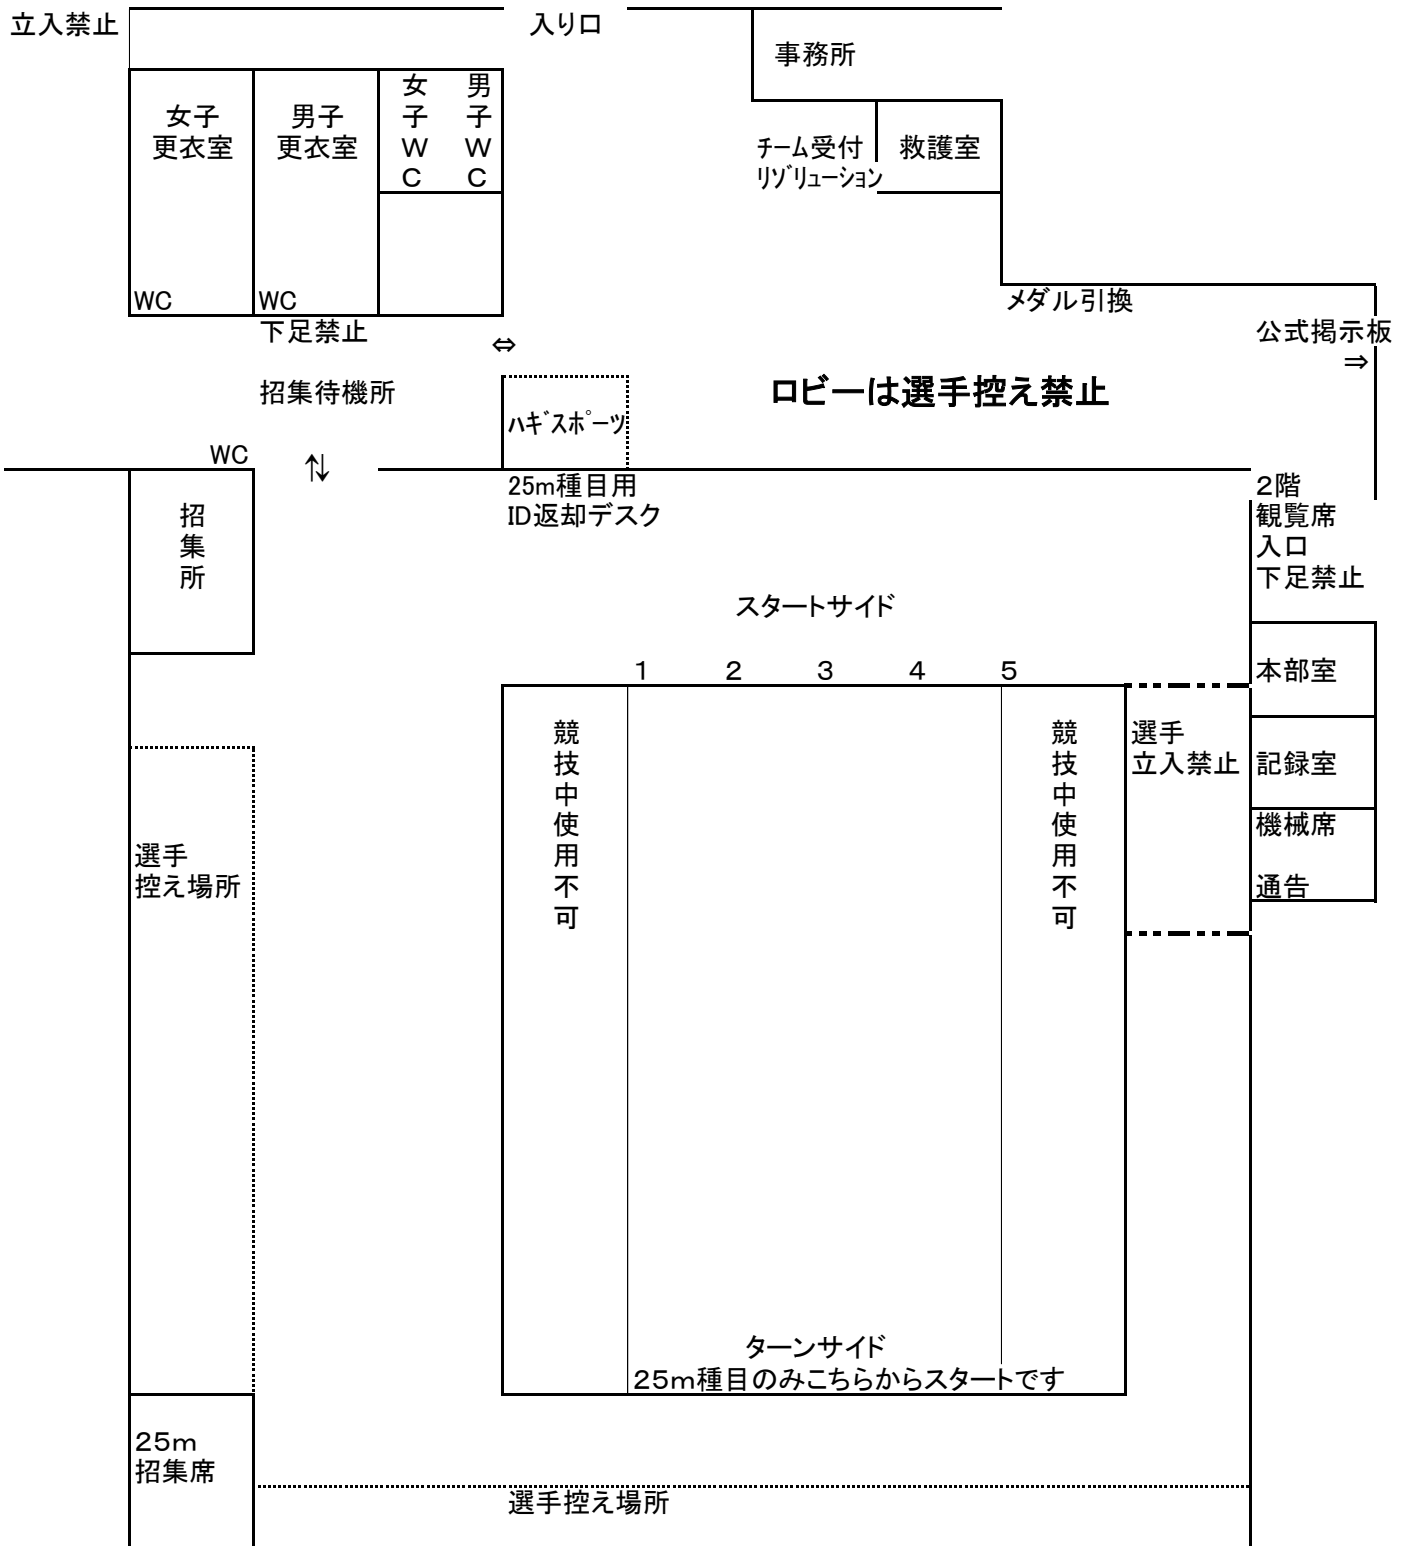 立入禁止
入り口
事務所
女子
更衣室
男子
更衣室
女子WC
男子WC
チーム受付
リゾリューション
救護室
WC
WC
下足禁止
メダル引換
公式掲示板
⇔
⇒
招集待機所
ロビーは選手控え禁止
ハギスポーツ
WC
⇅
招集所
25m種目用
ID返却デスク
2階
観覧席
入口
下足禁止
スタートサイド
1 2 3 4 5
本部室
競技中使用不可
競技中使用不可
選手
立入禁止
記録室
機械席
通告
選手
控え場所
ターンサイド
25m種目のみこちらからスタートです
25m
招集席
選手控え場所